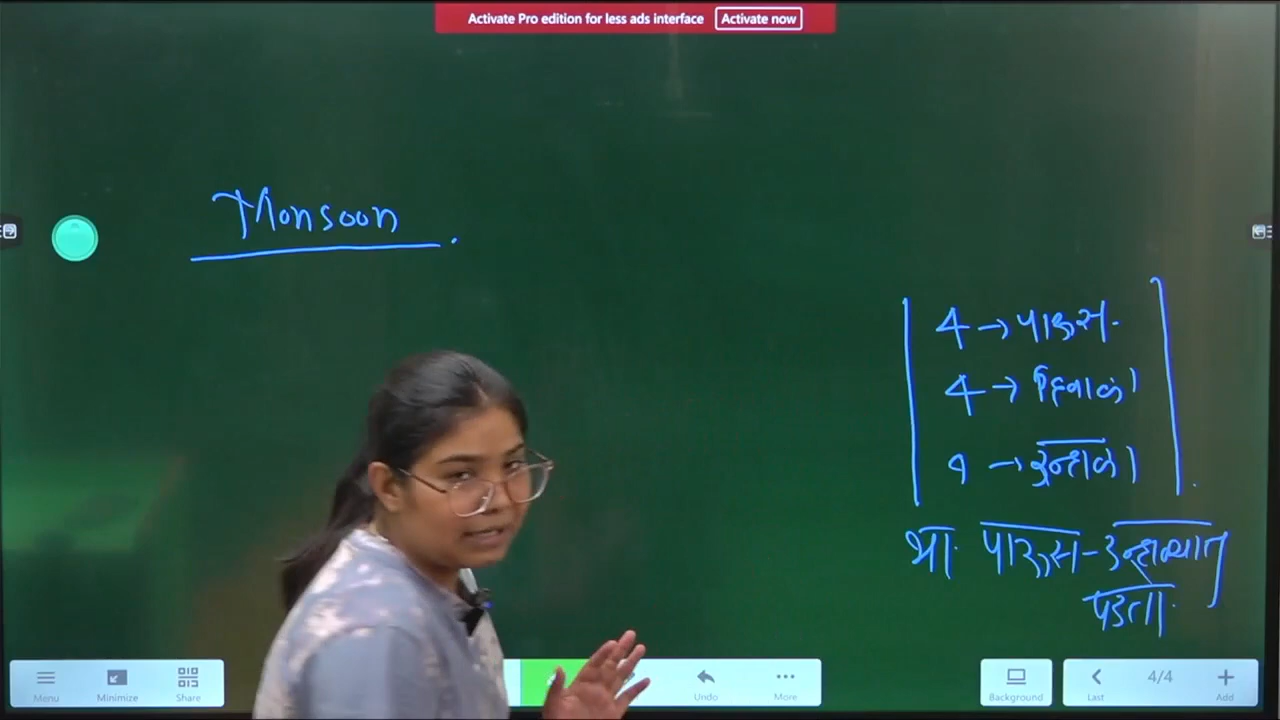 Activate Pro edition for less ads interface Activate now
Monsoon
4 → पाऊस
4 → हिवाळा
4 → उन्हाळा
पाऊस - उन्हाळ्यात
पडतो
Menu Minimize Share Undo More Background Last 4/4 Add